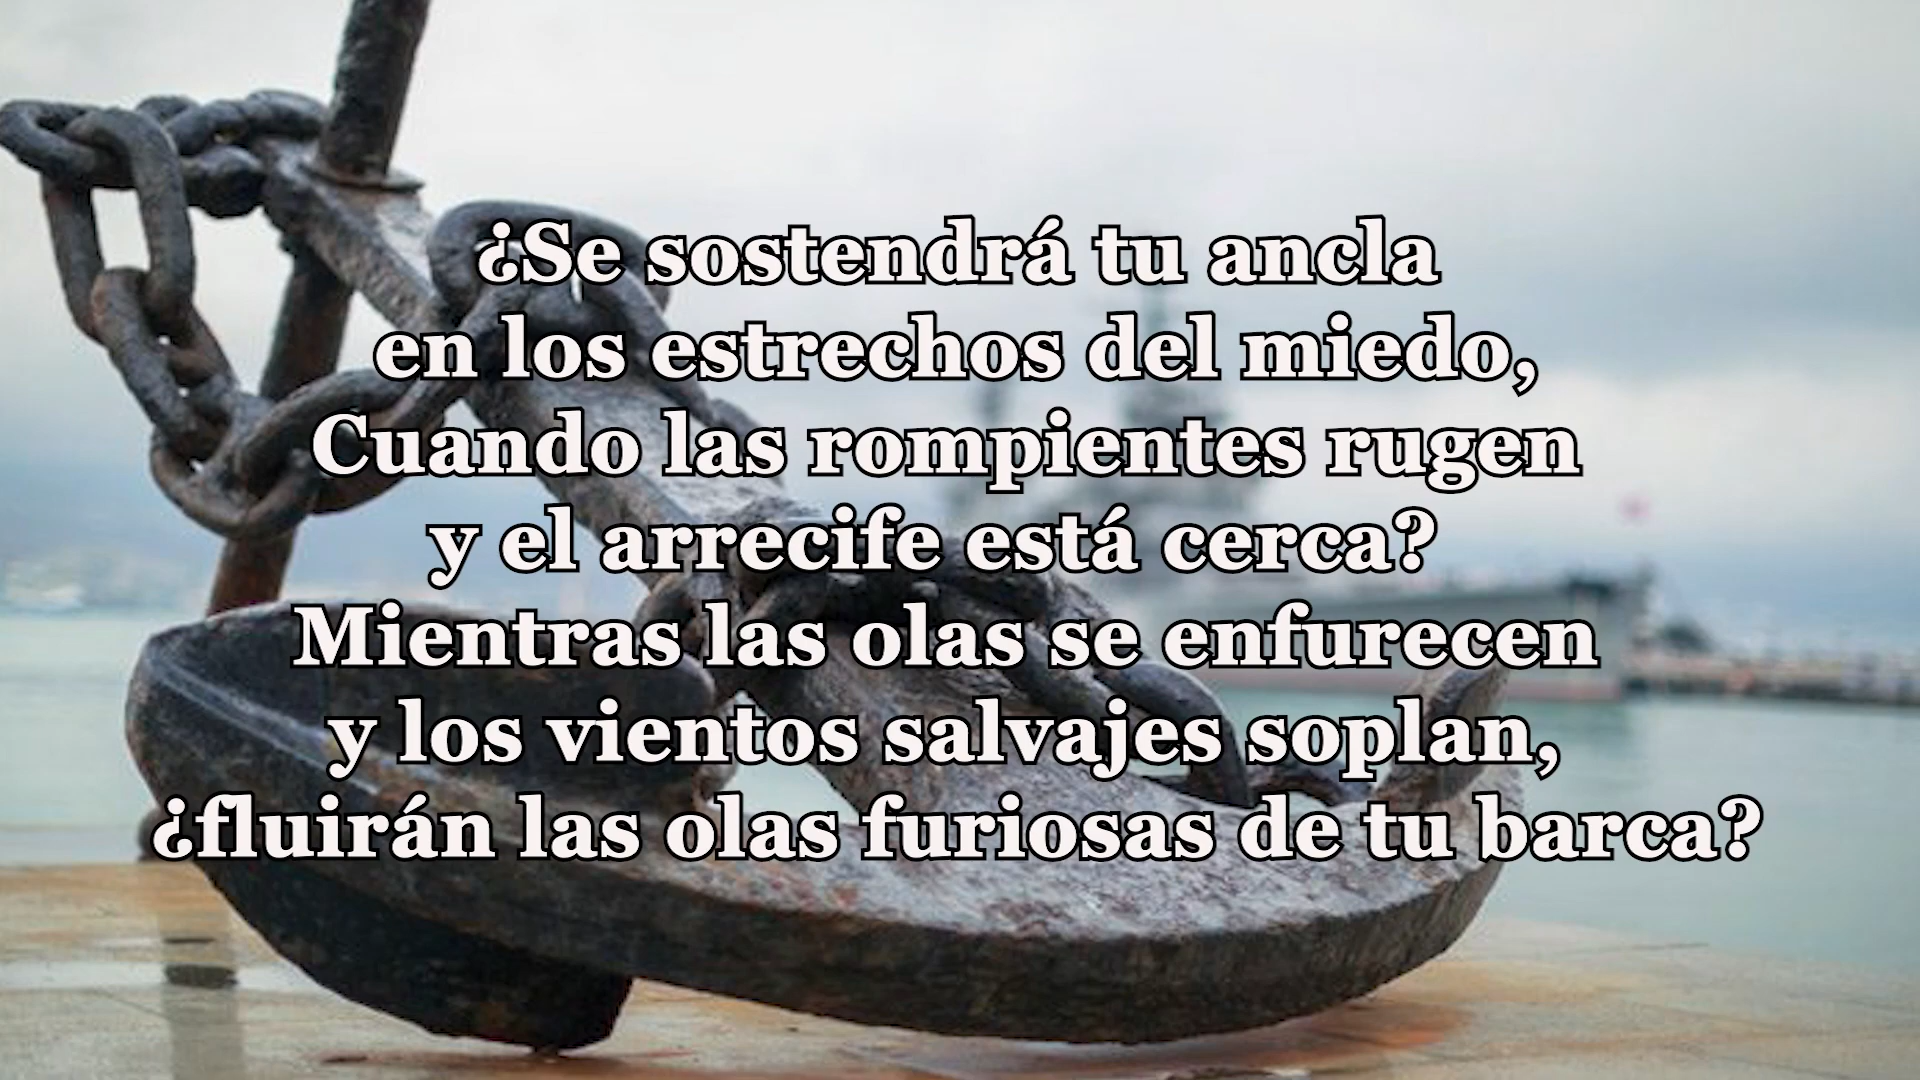 ¿Se sostendrá tu ancla
en los estrechos del miedo,
Cuando las rompientes rugen
y el arrecife está cerca?
Mientras las olas se enfurecen
y los vientos salvajes soplan,
¿fluirán las olas furiosas de tu barca?